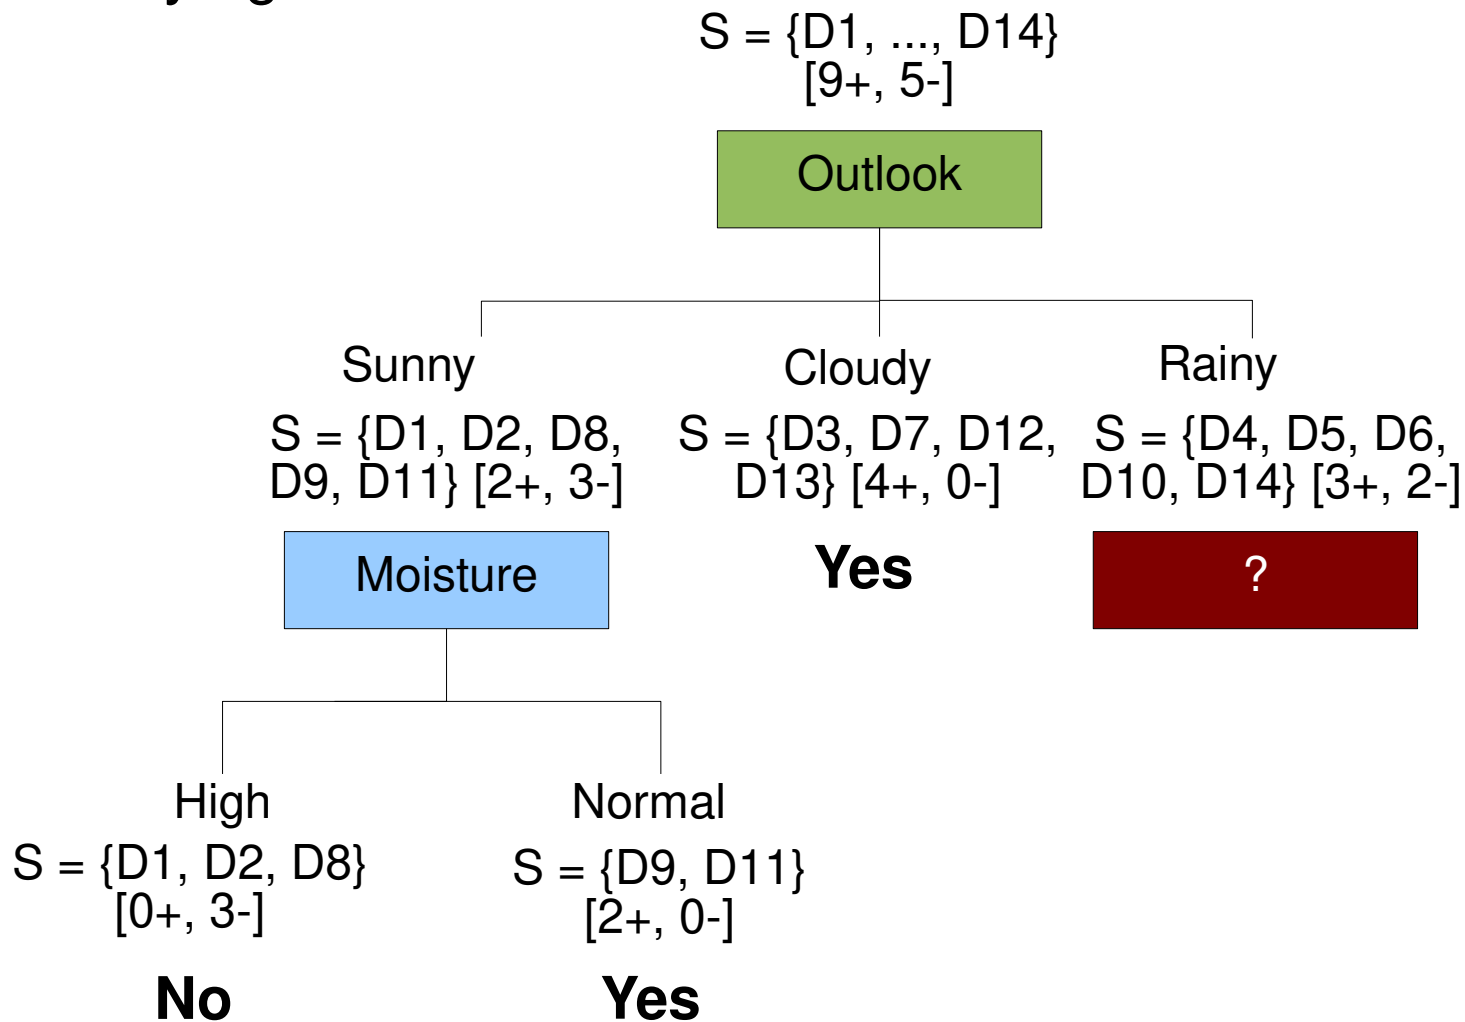 S = {D1, ..., D14}
[9+, 5-]
Outlook
Sunny
Cloudy
Rainy
S = {D1, D2, D8,
D9, D11} [2+, 3-]
S = {D3, D7, D12,
D13} [4+, 0-]
S = {D4, D5, D6,
D10, D14} [3+, 2-]
Moisture
Yes
?
High
Normal
S = {D1, D2, D8}
[0+, 3-]
S = {D9, D11}
[2+, 0-]
No
Yes